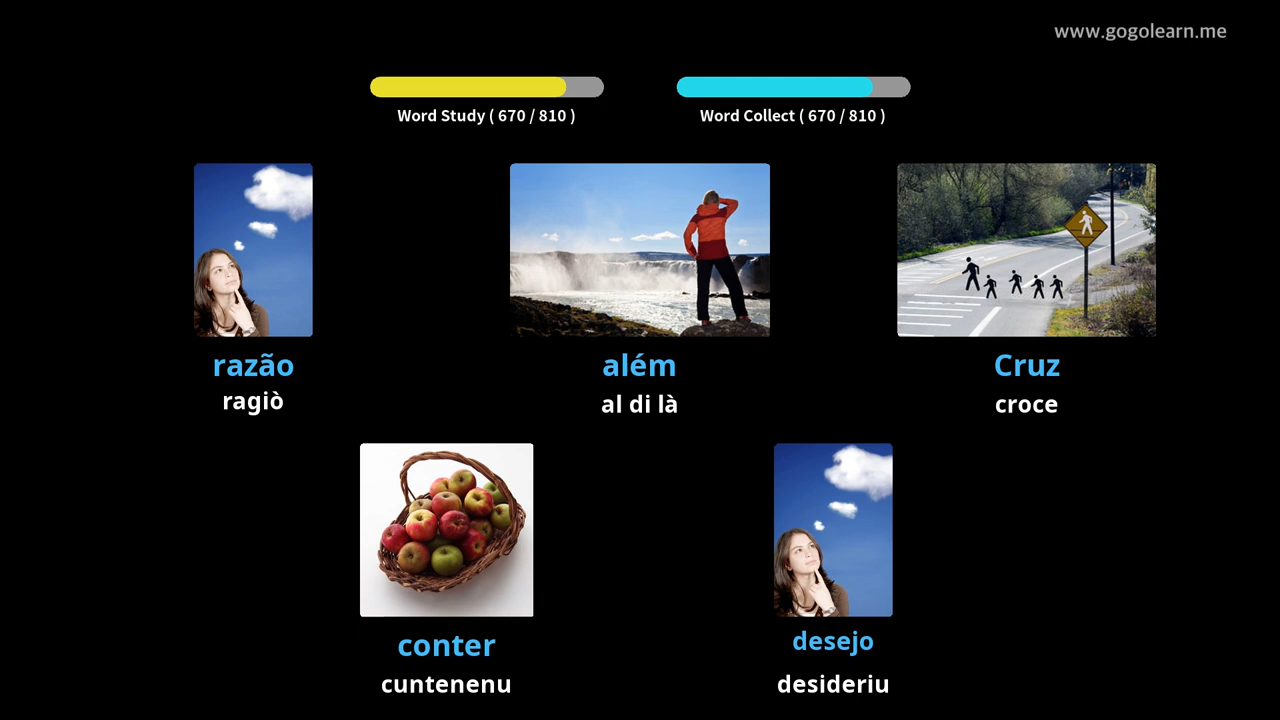 www.gogolearn.me
Word Study ( 670 / 810 )
Word Collect ( 670 / 810 )
razão
ragiò
além
al di là
Cruz
croce
conter
cuntenenu
desejo
desideriu